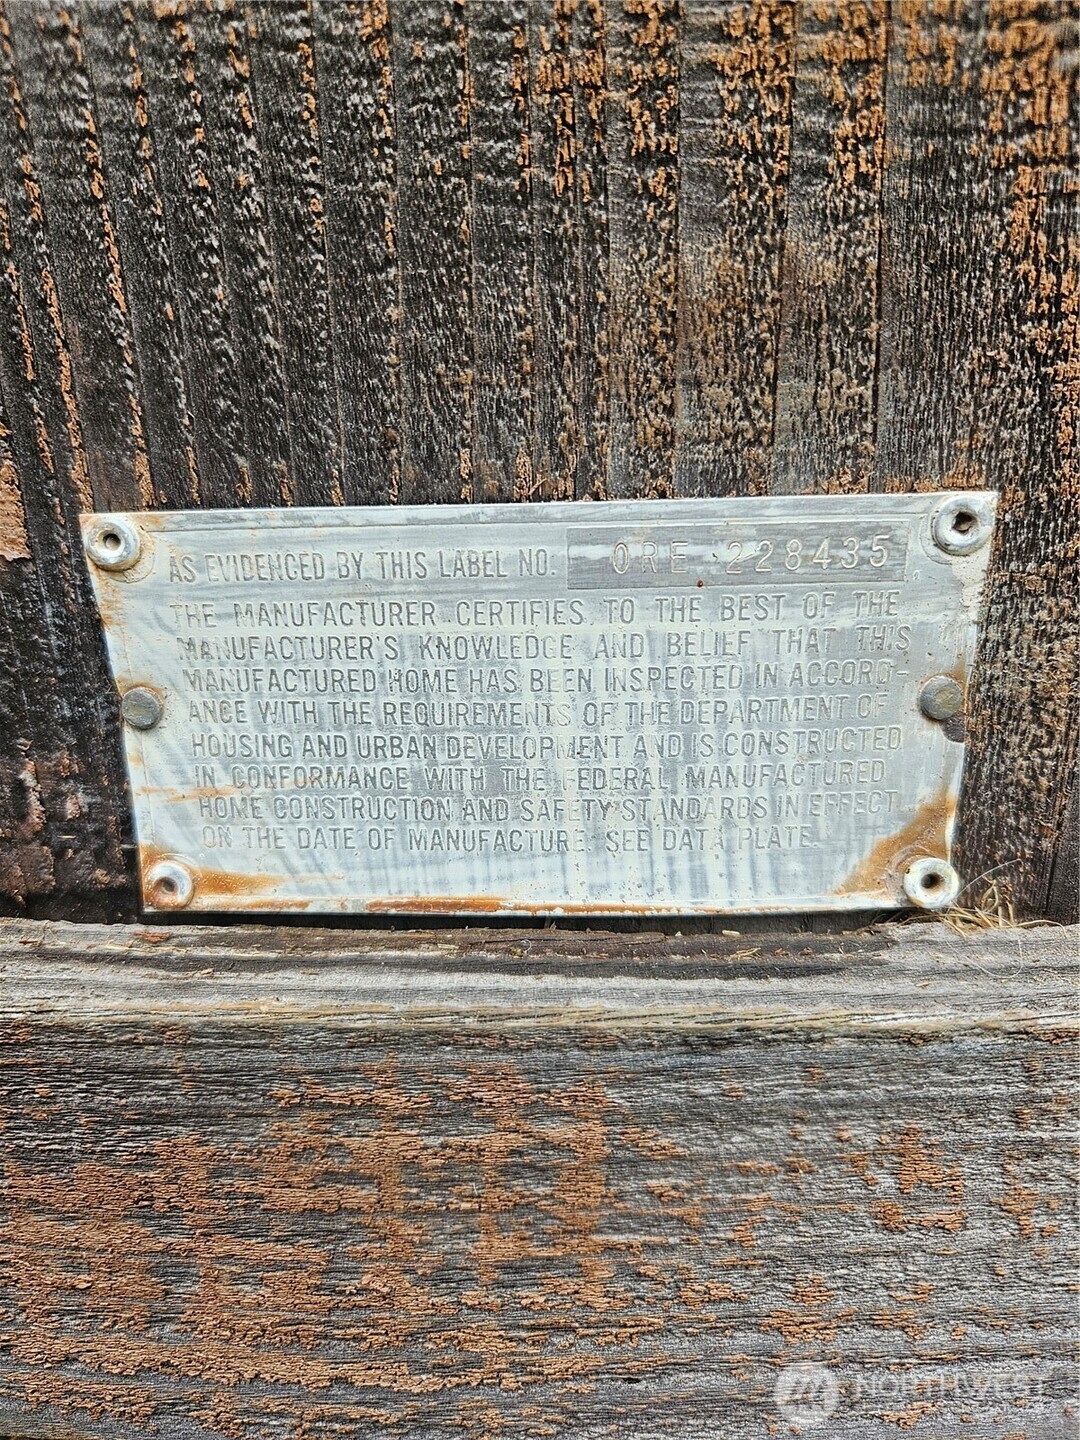 AS EVIDENCED BY THIS LABEL NO. ORE 228435
THE MANUFACTURER CERTIFIES TO THE BEST OF THE
MANUFACTURER'S KNOWLEDGE AND BELIEF THAT THIS
MANUFACTURED HOME HAS BEEN INSPECTED IN ACCORD-
ANCE WITH THE REQUIREMENTS OF THE DEPARTMENT OF
HOUSING AND URBAN DEVELOPMENT AND IS CONSTRUCTED
IN CONFORMANCE WITH THE FEDERAL MANUFACTURED
HOME CONSTRUCTION AND SAFETY STANDARDS IN EFFECT
ON THE DATE OF MANUFACTURE. SEE DATA PLATE.
NORTHWEST